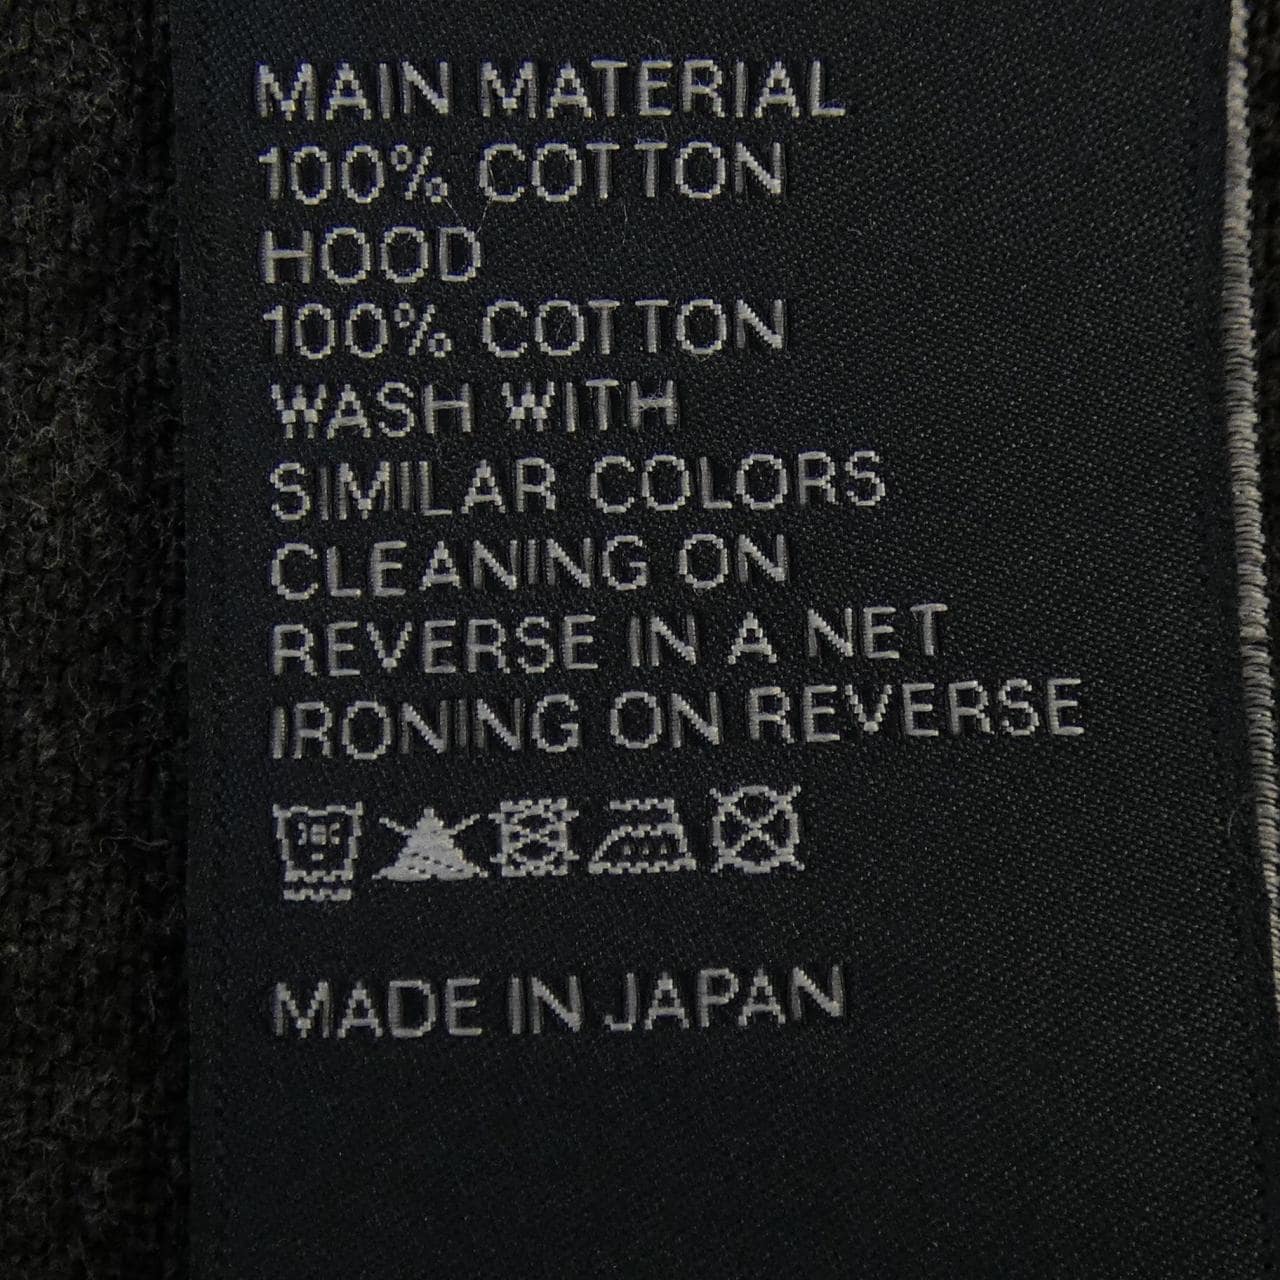 MAIN MATERIAL
100% COTTON
HOOD
100% COTTON
WASH WITH
SIMILAR COLORS
CLEANING ON
REVERSE IN A NET
IRONING ON REVERSE
MADE IN JAPAN